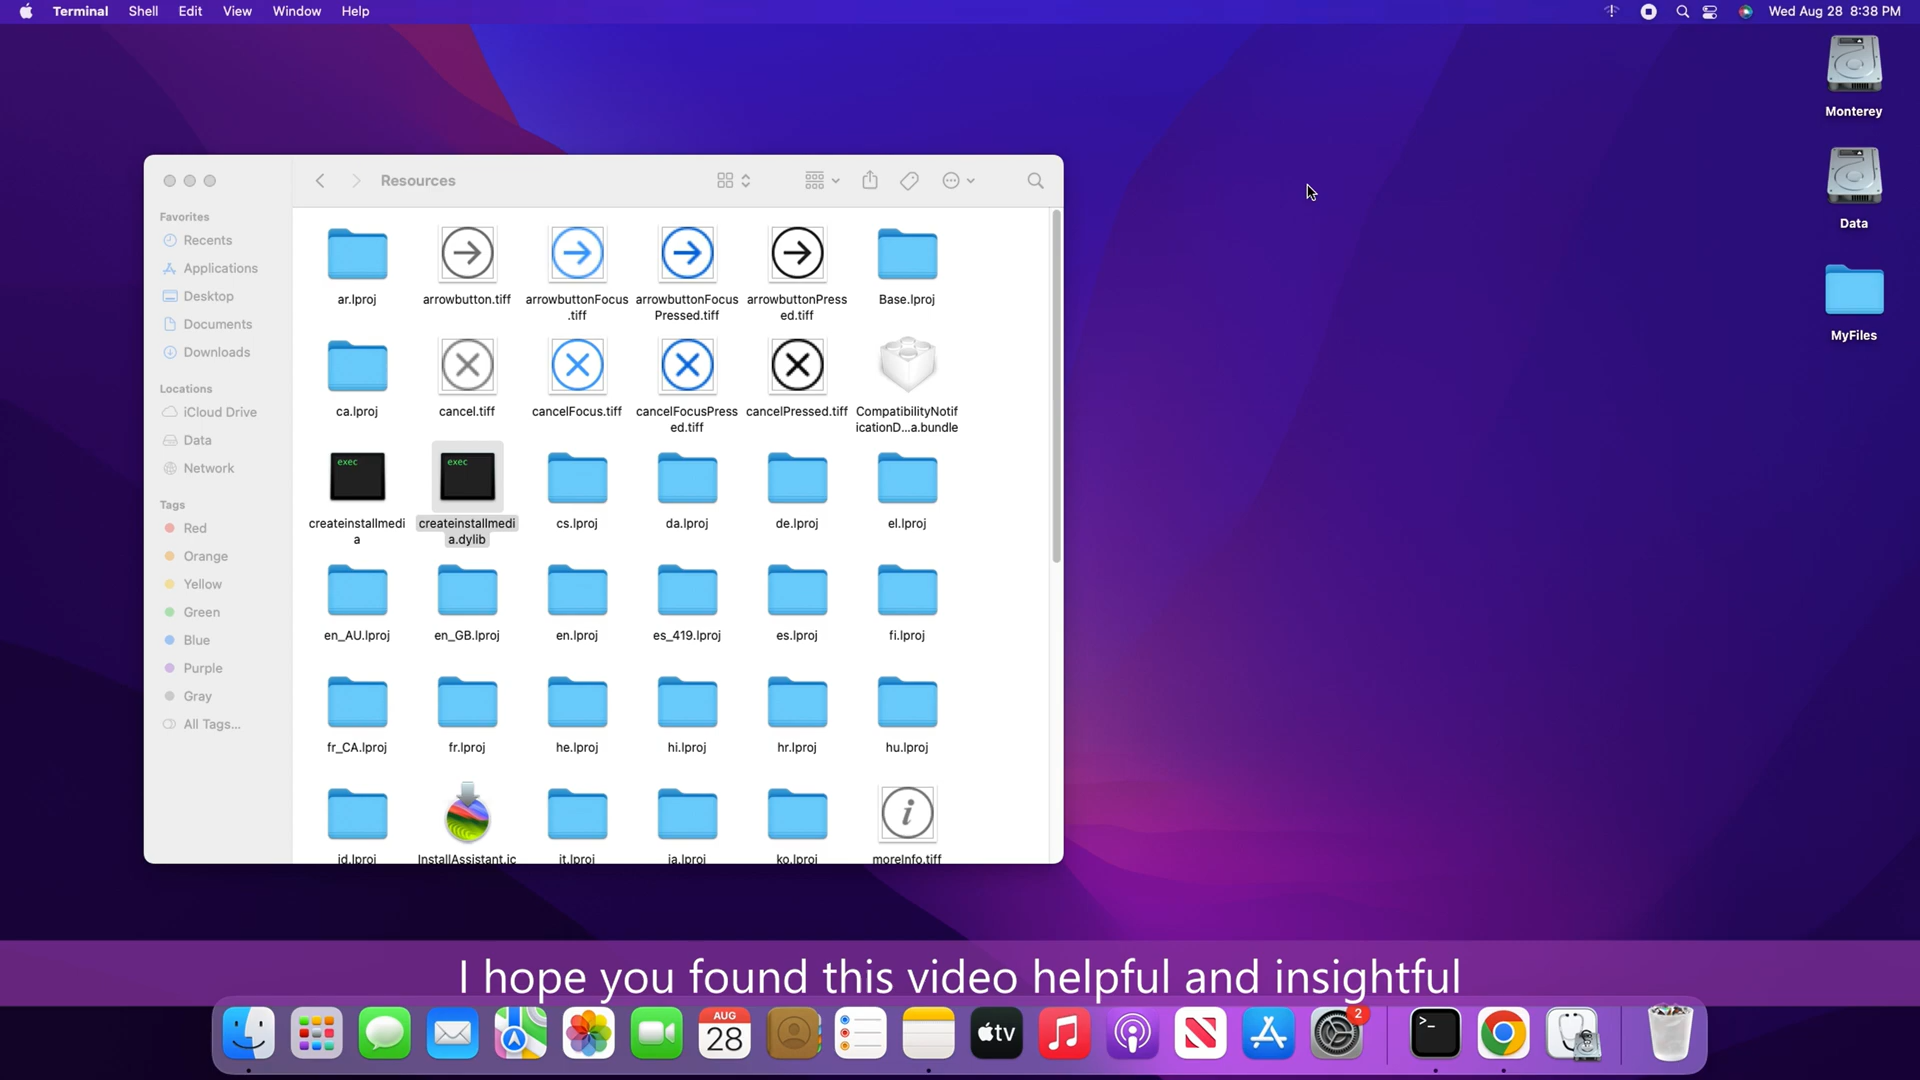 Terminal Shell Edit View Window Help Wed Aug 28 8:38 PM
Monterey
Data
MyFiles
Resources
Favorites
Recents
Applications
Desktop
Documents
Downloads
Locations
iCloud Drive
Data
Network
Tags
Red
Orange
Yellow
Green
Blue
Purple
Gray
All Tags...
ar.lproj
arrowbutton.tiff
arrowbuttonFocus
.tiff
arrowbuttonFocus
Pressed.tiff
arrowbuttonPress
ed.tiff
Base.lproj
ca.lproj
cancel.tiff
cancelFocus.tiff
cancelFocusPress
ed.tiff
cancelPressed.tiff
CompatibilityNotif
icationD...a.bundle
exec
createinstallmedi
a
exec
createinstallmedi
a.dylib
cs.lproj
da.lproj
de.lproj
el.lproj
en_AU.lproj
en_GB.lproj
en.lproj
es_419.lproj
es.lproj
fi.lproj
fr_CA.lproj
fr.lproj
he.lproj
hi.lproj
hr.lproj
hu.lproj
id.lproj
InstallAssistant.ic
it.lproj
ja.lproj
ko.lproj
moreInfo.tiff
I hope you found this video helpful and insightful
AUG
28
tv
2
>_